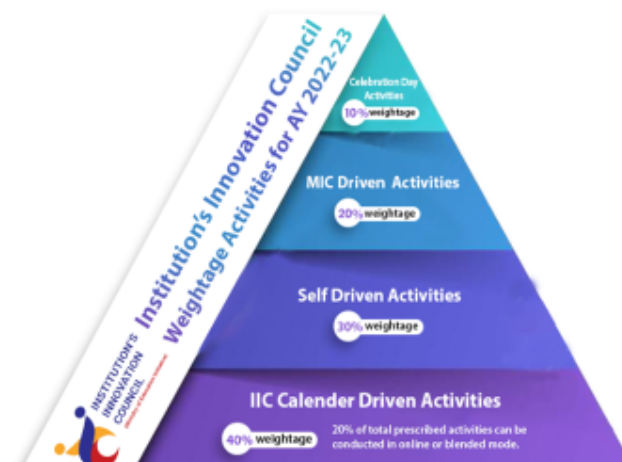 Institution's Innovation Council
Weightage Activities for AY 2022-23
INSTITUTION'S
INNOVATION
COUNCIL
Celebration Day
Activities
10% weightage
MIC Driven Activities
20% weightage
Self Driven Activities
30% weightage
IIC Calender Driven Activities
40% weightage
20% of total prescribed activities can be
conducted in online or blended mode.